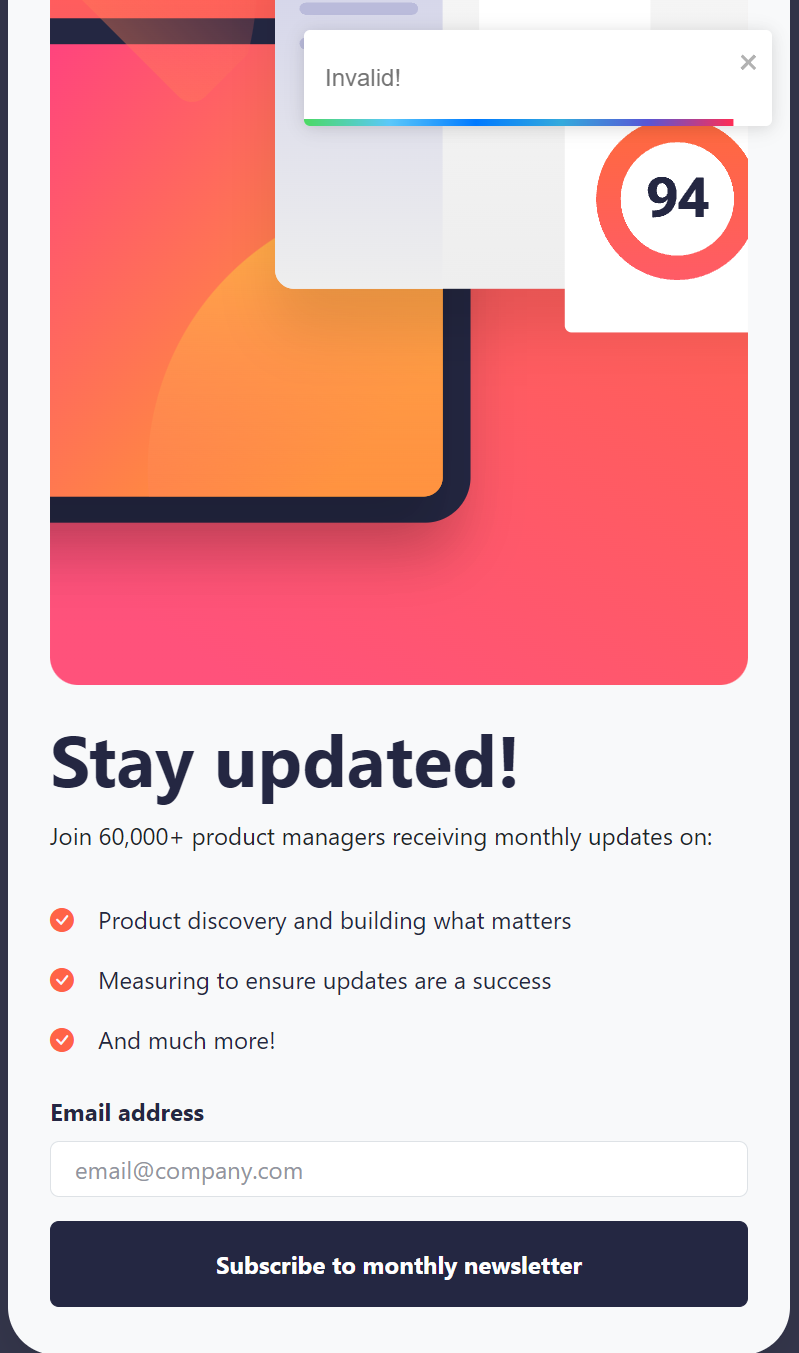 Invalid!
94
Stay updated!
Join 60,000+ product managers receiving monthly updates on:
Product discovery and building what matters
Measuring to ensure updates are a success
And much more!
Email address
email@company.com
Subscribe to monthly newsletter